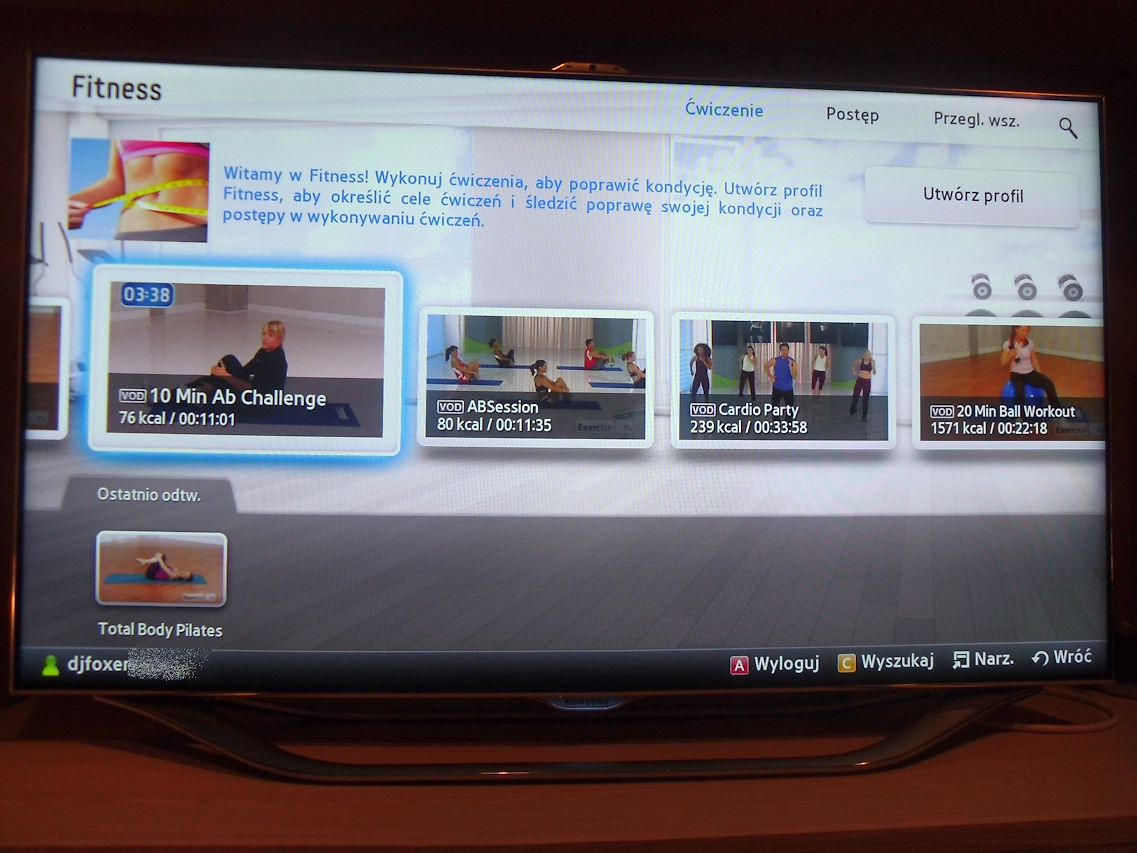 Fitness
Ćwiczenie
Postęp
Przegl. wsz.
Witamy w Fitness! Wykonuj ćwiczenia, aby poprawić kondycję. Utwórz profil
Fitness, aby określić cele ćwiczeń i śledzić poprawę swojej kondycji oraz
postępy w wykonywaniu ćwiczeń.
Utwórz profil
03:38
VOD 10 Min Ab Challenge
76 kcal / 00:11:01
VOD ABSession
80 kcal / 00:11:35
Exercise TV
VOD Cardio Party
239 kcal / 00:33:58
VOD 20 Min Ball Workout
1571 kcal / 00:22:18
Exercise
Ostatnio odtw.
Total Body Pilates
djfoxer
A Wyloguj
C Wyszukaj
Narz.
Wróć
SAMSUNG